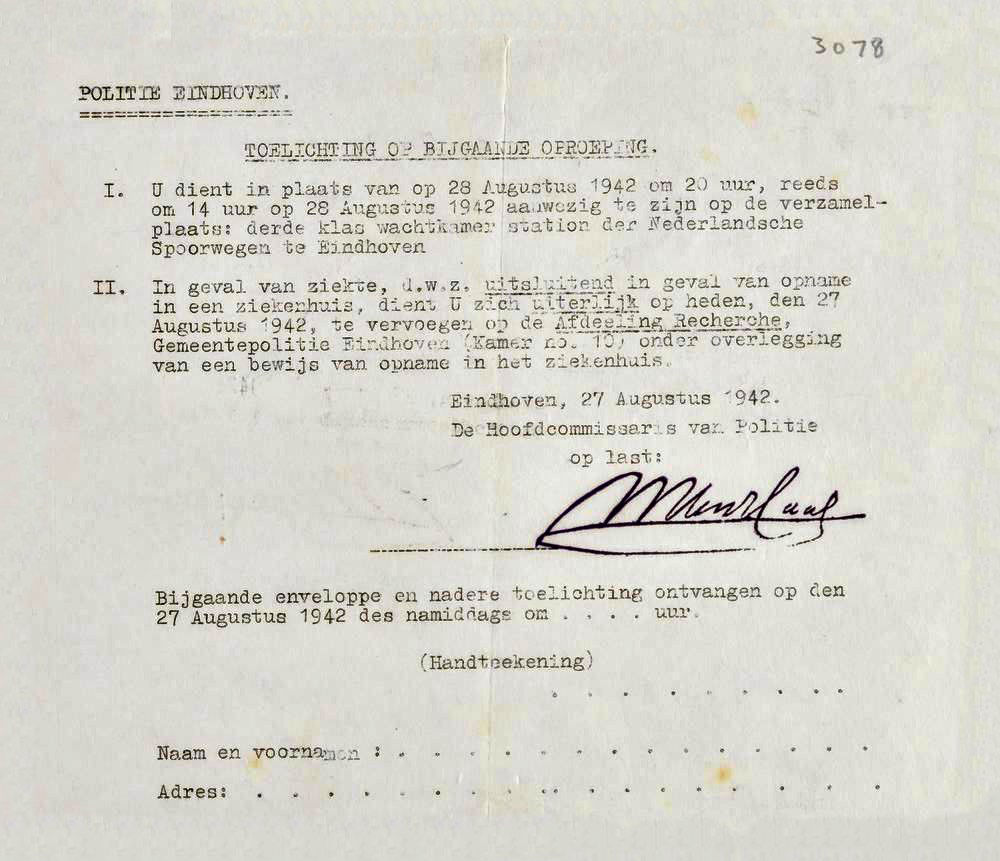 3078
POLITIE EINDHOVEN.
TOELICHTING OP BIJGAANDE OPROEPING.
I. U dient in plaats van op 28 Augustus 1942 om 20 uur, reeds
om 14 uur op 28 Augustus 1942 aanwezig te zijn op de verzamel-
plaats: derde klas wachtkamer station der Nederlandsche
Spoorwegen te Eindhoven
II. In geval van ziekte, d.w.z. uitsluitend in geval van opname
in een ziekenhuis, dient U zich uiterlijk op heden, den 27
Augustus 1942, te vervoegen op de Afdeeling Recherche,
Gemeentepolitie Eindhoven (Kamer no. 10) onder overlegging
van een bewijs van opname in het ziekenhuis.
Eindhoven, 27 Augustus 1942.
De Hoofdcommissaris van Politie
op last:
Bijgaande enveloppe en nadere toelichting ontvangen op den
27 Augustus 1942 des namiddags om . . . . uur.
(Handteekening)
. . . . . . . . . . .
Naam en voornamen : . . . . . . . . . . . . . . . . . .
Adres: . . . . . . . . . . . . . . . . . . . . . .